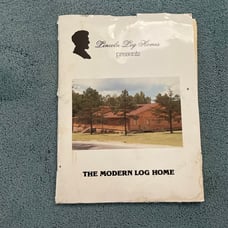 Lincoln Log Homes
presents
THE MODERN LOG HOME